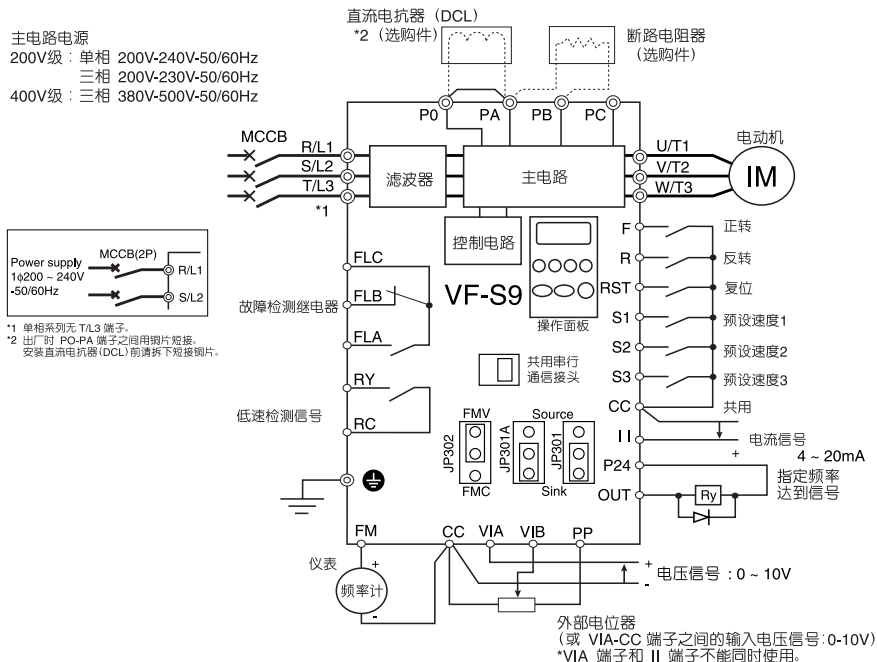 主电路电源
200V级：单相 200V-240V-50/60Hz
三相 200V-230V-50/60Hz
400V级：三相 380V-500V-50/60Hz
直流电抗器（DCL）
*2（选购件）
断路电阻器
（选购件）
P0 PA PB PC
MCCB
R/L1
S/L2
T/L3
*1
滤波器
主电路
U/T1
V/T2
W/T3
电动机
IM
控制电路
VF-S9
操作面板
Power supply
1ϕ200 ~ 240V
-50/60Hz
MCCB(2P)
R/L1
S/L2
*1 单相系列无 T/L3 端子。
*2 出厂时 PO-PA 端子之间用铜片短接。
安装直流电抗器(DCL)前请拆下短接铜片。
故障检测继电器
FLC
FLB
FLA
低速检测信号
RY
RC
共用串行
通信接头
F 正转
R 反转
RST 复位
S1 预设速度1
S2 预设速度2
S3 预设速度3
CC 共用
II 电流信号
+ 4 ~ 20mA
P24
OUT
Ry
指定频率
达到信号
FMV
JP302
FMC
Source
JP301A
JP301
Sink
FM CC VIA VIB PP
仪表
频率计
+
-
+
-
电压信号：0 ~ 10V
外部电位器
（或 VIA-CC 端子之间的输入电压信号:0-10V）
*VIA 端子和 II 端子不能同时使用。